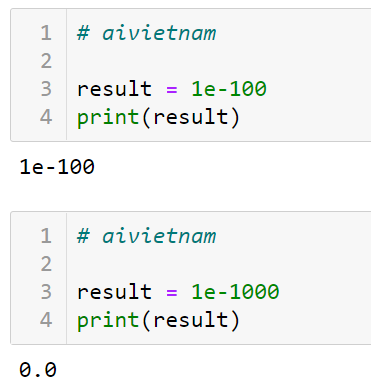 1 # aivietnam
2
3 result = 1e-100
4 print(result)
1e-100
1 # aivietnam
2
3 result = 1e-1000
4 print(result)
0.0